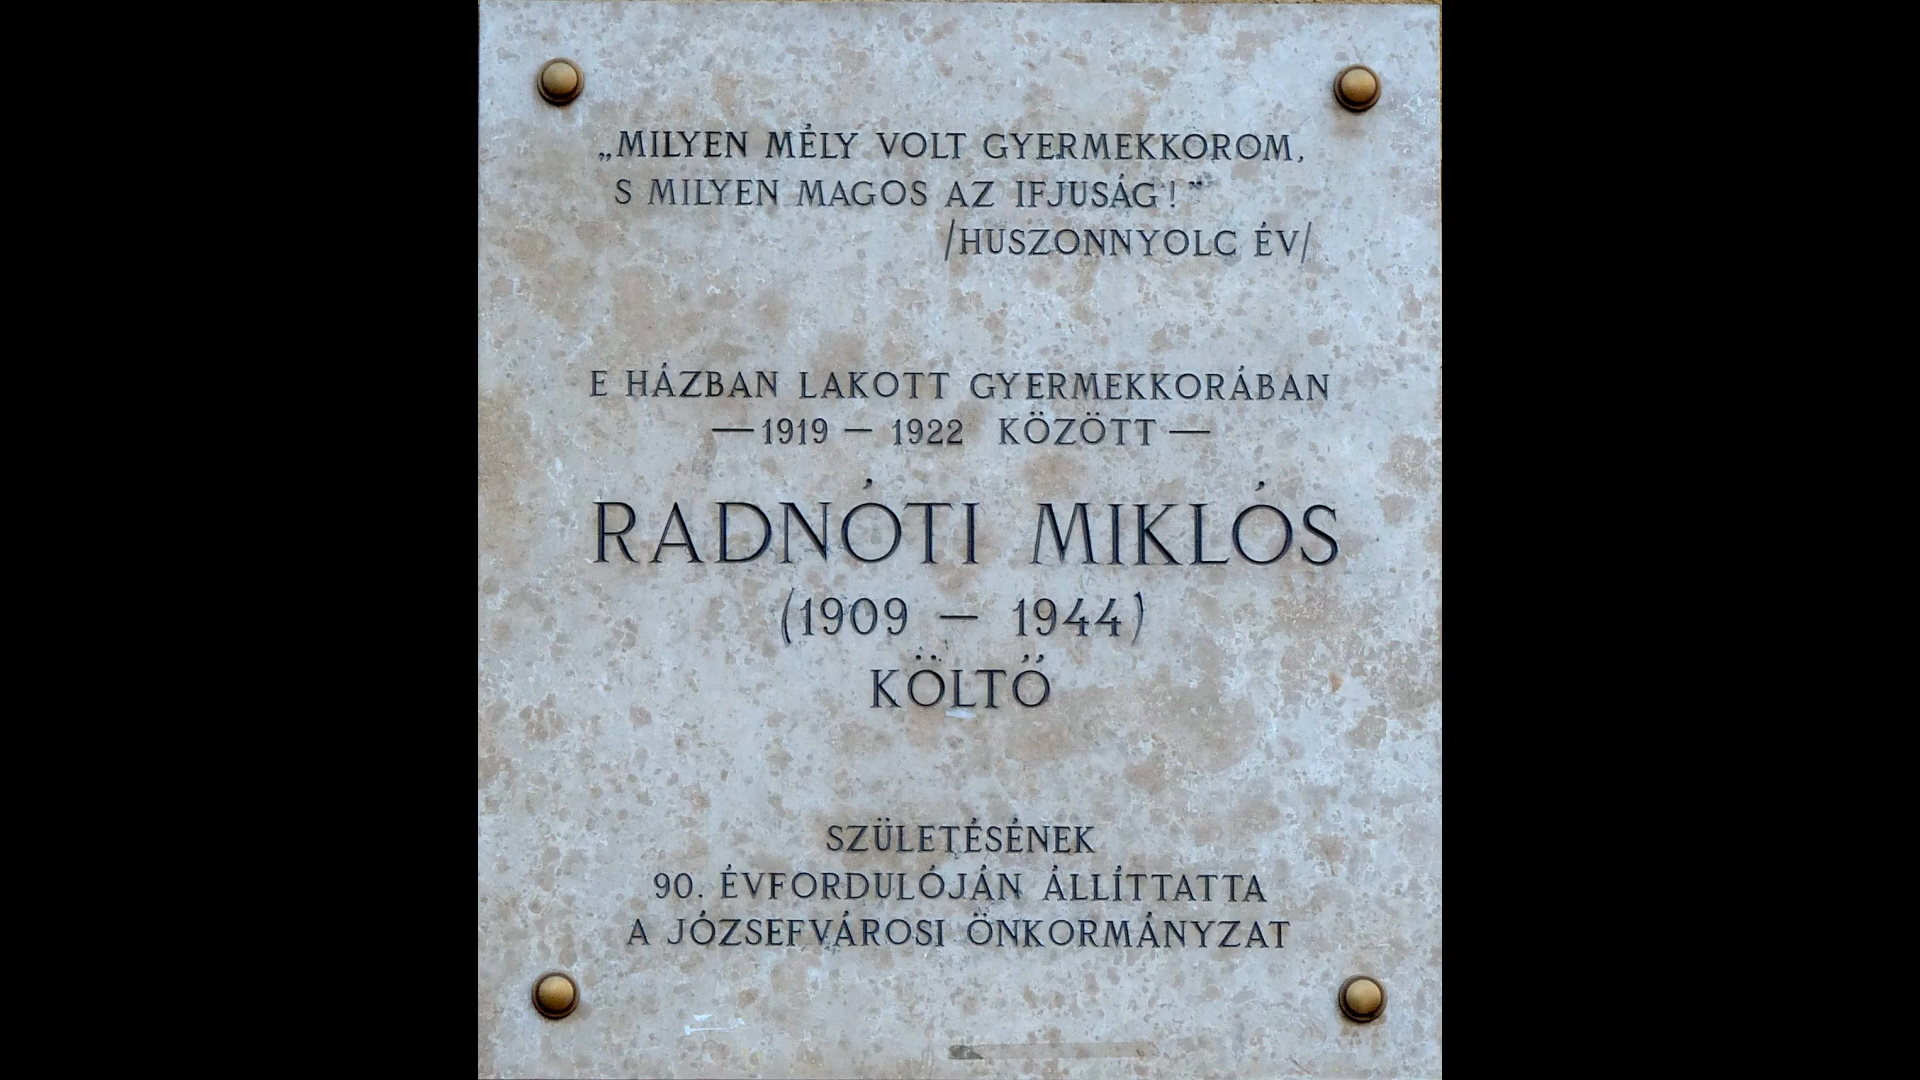 „MILYEN MÉLY VOLT GYERMEKKOROM,
S MILYEN MAGOS AZ IFJUSÁG!”
/HUSZONNYOLC ÉV/
E HÁZBAN LAKOTT GYERMEKKORÁBAN
— 1919 — 1922 KÖZÖTT —
RADNÓTI MIKLÓS
(1909 — 1944)
KÖLTŐ
SZÜLETÉSÉNEK
90. ÉVFORDULÓJÁN ÁLLÍTTATTA
A JÓZSEFVÁROSI ÖNKORMÁNYZAT